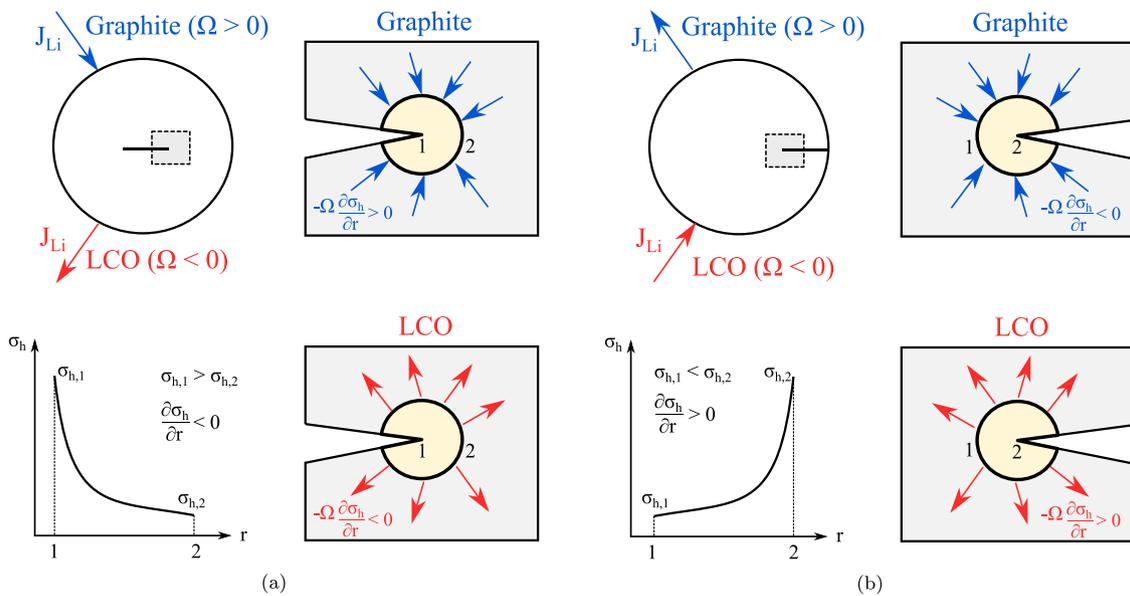 Graphite (Ω > 0)
J_Li
J_Li
LCO (Ω < 0)
Graphite
1
2
-Ω ∂σ_h/∂r > 0
σ_h
σ_h,1
σ_h,1 > σ_h,2
∂σ_h/∂r < 0
σ_h,2
1
2
r
LCO
1
2
-Ω ∂σ_h/∂r < 0
(a)
Graphite (Ω > 0)
J_Li
J_Li
LCO (Ω < 0)
Graphite
1
2
-Ω ∂σ_h/∂r < 0
σ_h
σ_h,1 < σ_h,2
σ_h,2
∂σ_h/∂r > 0
σ_h,1
1
2
r
LCO
1
2
-Ω ∂σ_h/∂r > 0
(b)